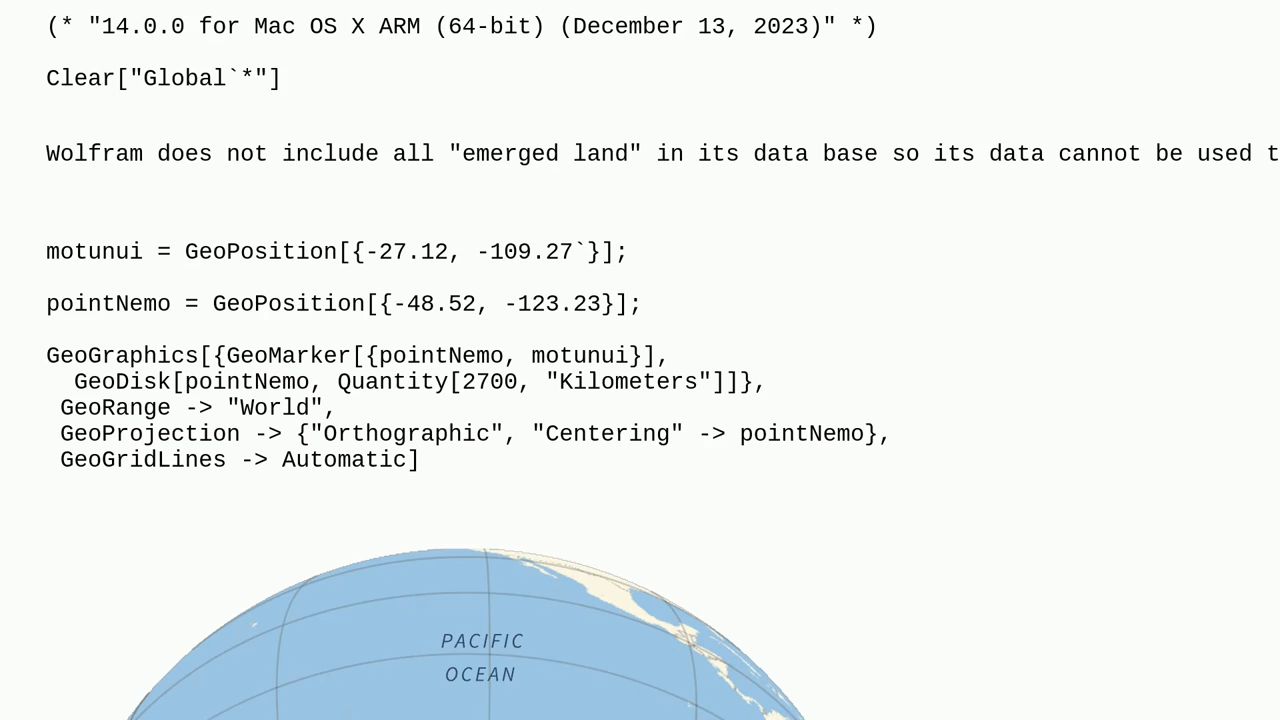 (* "14.0.0 for Mac OS X ARM (64-bit) (December 13, 2023)" *)
Clear["Global`*"]
Wolfram does not include all "emerged land" in its data base so its data cannot be used t
motunui = GeoPosition[{-27.12, -109.27`}];
pointNemo = GeoPosition[{-48.52, -123.23}];
GeoGraphics[{GeoMarker[{pointNemo, motunui}],
  GeoDisk[pointNemo, Quantity[2700, "Kilometers"]]},
 GeoRange -> "World",
 GeoProjection -> {"Orthographic", "Centering" -> pointNemo},
 GeoGridLines -> Automatic]
PACIFIC
OCEAN